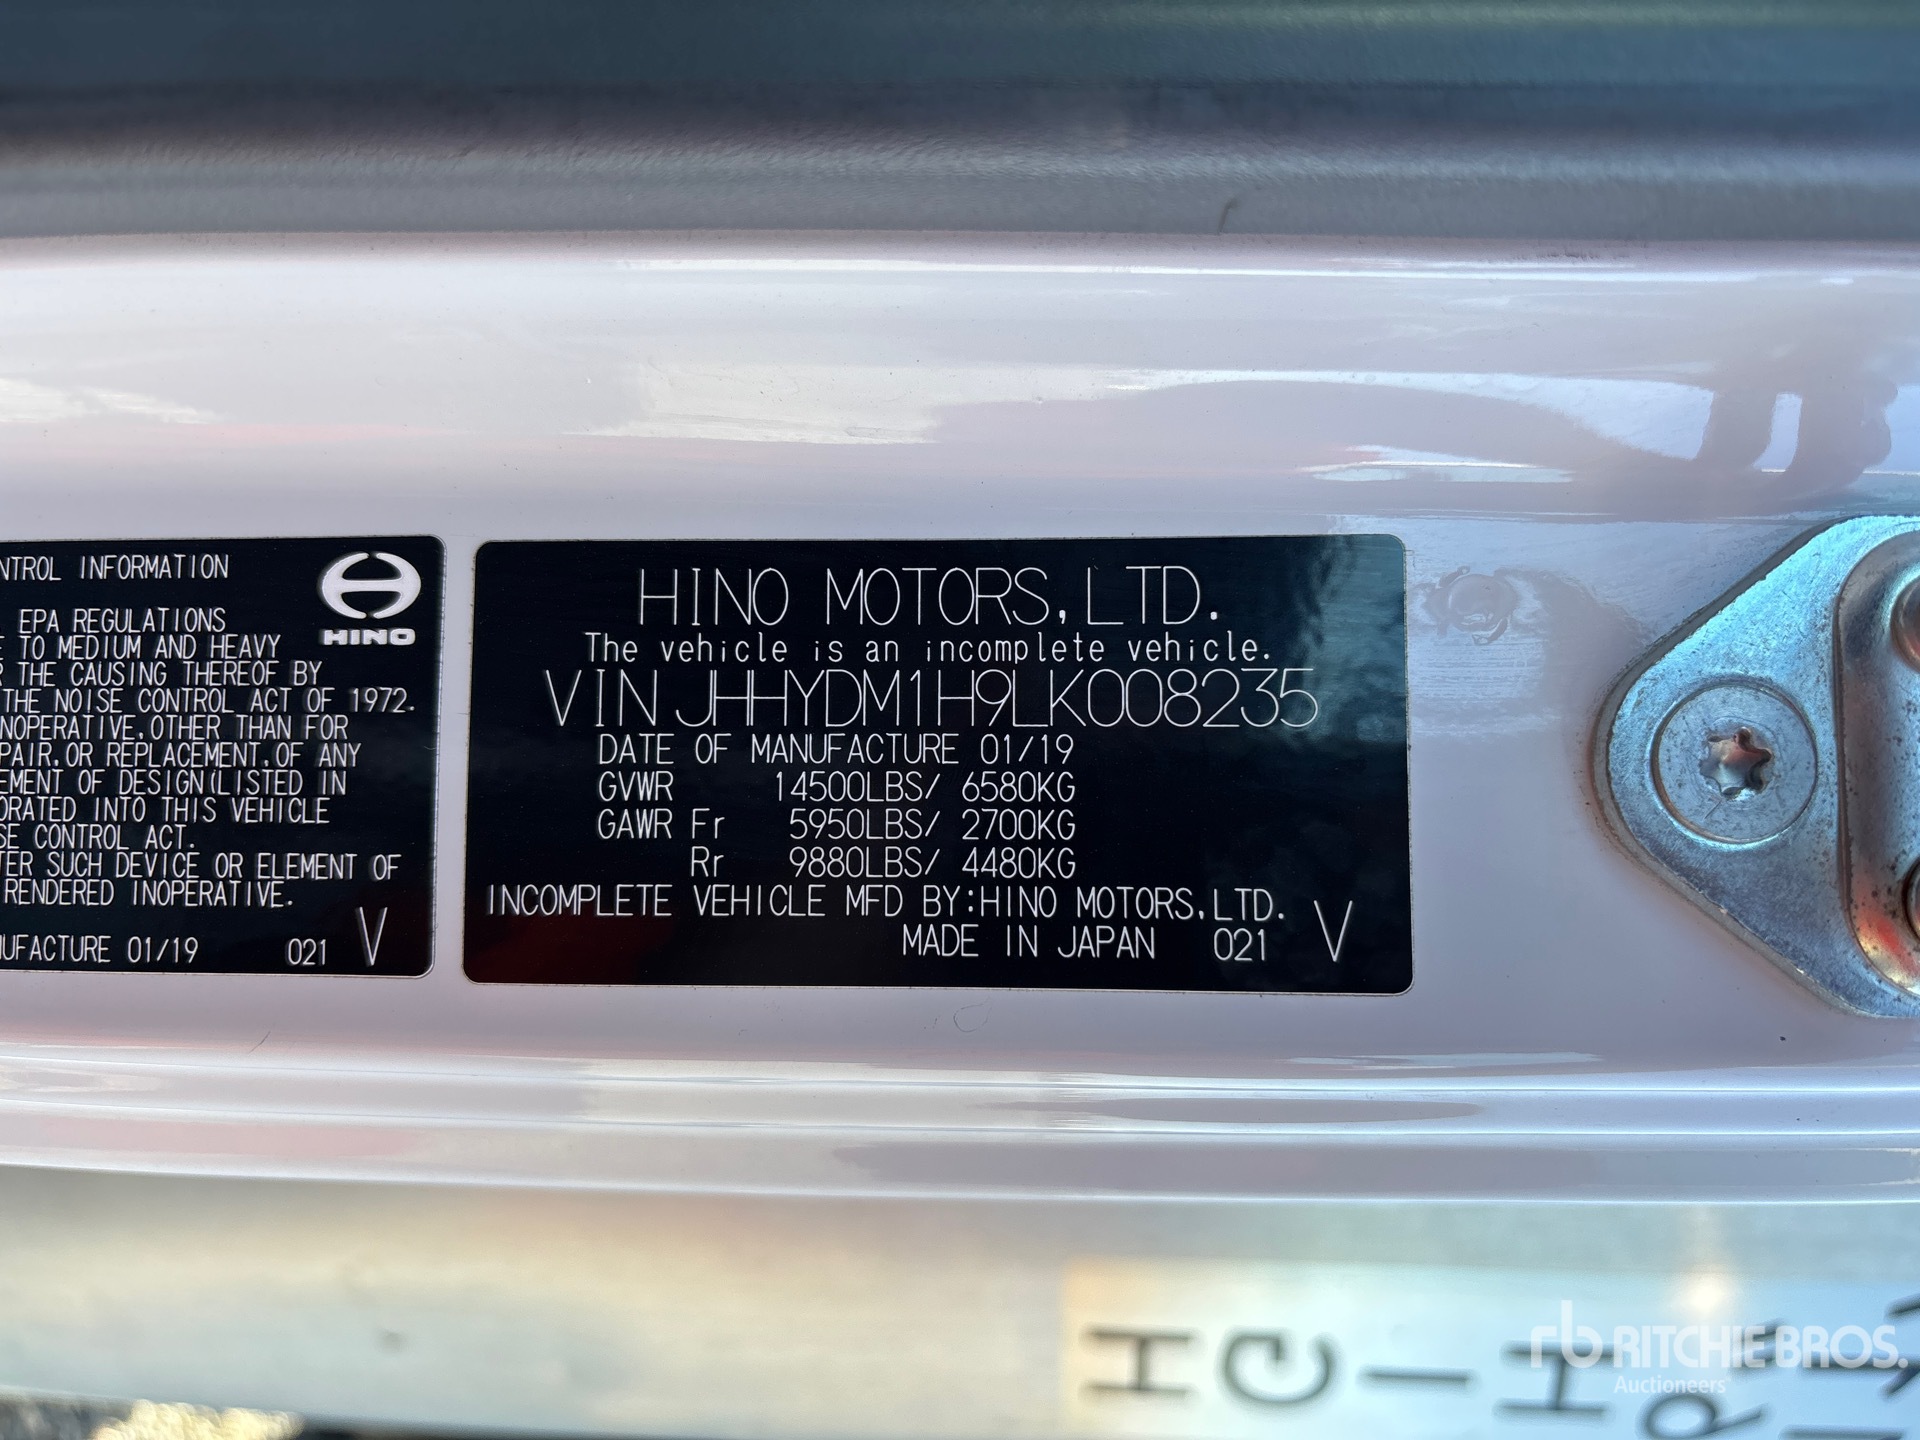 NTROL INFORMATION
HINO
EPA REGULATIONS
TO MEDIUM AND HEAVY
THE CAUSING THEREOF BY
THE NOISE CONTROL ACT OF 1972.
NOPERATIVE,OTHER THAN FOR
PAIR,OR REPLACEMENT,OF ANY
EMENT OF DESIGN(LISTED IN
ORATED INTO THIS VEHICLE
SE CONTROL ACT.
TER SUCH DEVICE OR ELEMENT OF
RENDERED INOPERATIVE.
UFACTURE 01/19 021 V
HINO MOTORS,LTD.
The vehicle is an incomplete vehicle.
VIN JHHYDM1H9LK008235
DATE OF MANUFACTURE 01/19
GVWR 14500LBS/ 6580KG
GAWR Fr 5950LBS/ 2700KG
Rr 9880LBS/ 4480KG
INCOMPLETE VEHICLE MFD BY:HINO MOTORS,LTD.
MADE IN JAPAN 021 V
rb RITCHIE BROS.
Auctioneers